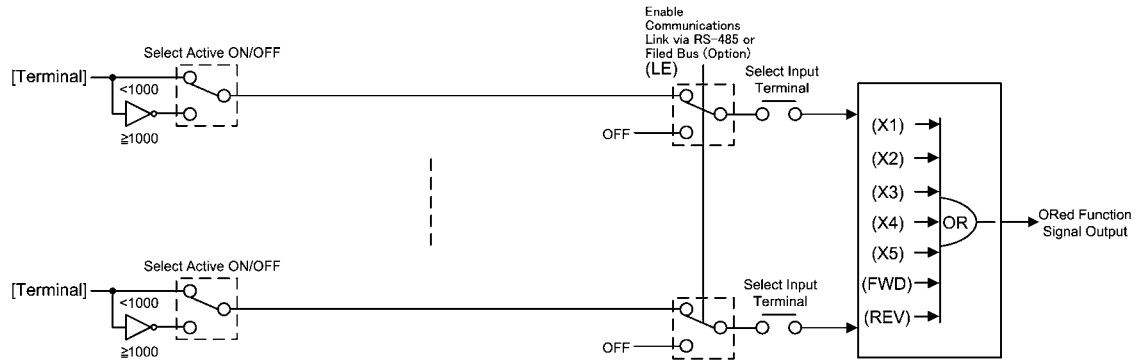 Enable
Communications
Link via RS-485 or
Filed Bus (Option)
(LE)
Select Active ON/OFF
[Terminal]
<1000
≧1000
Select Input
Terminal
OFF
(X1)
(X2)
(X3)
(X4)
(X5)
(FWD)
(REV)
OR
ORed Function
Signal Output
Select Active ON/OFF
[Terminal]
<1000
≧1000
Select Input
Terminal
OFF